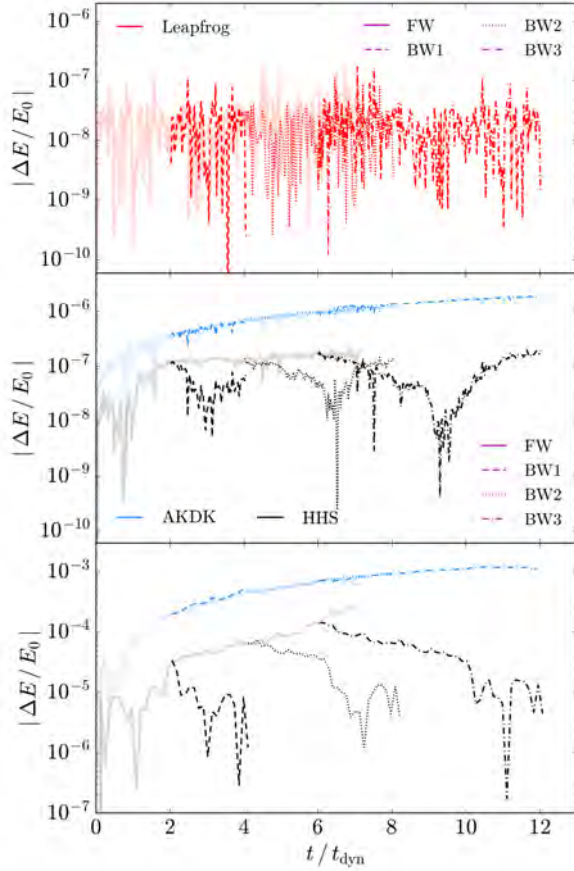 Leapfrog
FW
BW1
BW2
BW3
| ΔE / E₀ |
10⁻⁷
10⁻⁸
10⁻⁹
10⁻¹⁰
| ΔE / E₀ |
10⁻⁶
10⁻⁷
10⁻⁸
10⁻⁹
10⁻¹⁰
AKDK
HHS
FW
BW1
BW2
BW3
| ΔE / E₀ |
10⁻³
10⁻⁴
10⁻⁵
10⁻⁶
10⁻⁷
0 2 4 6 8 10 12
t / t_dyn